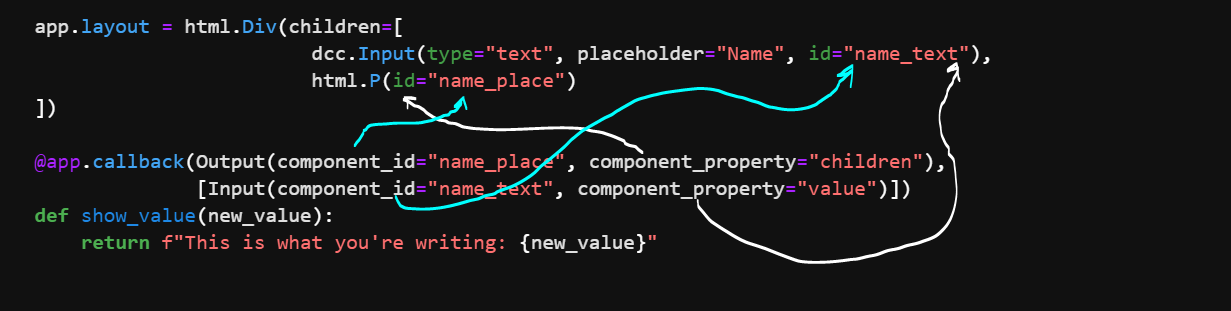 app.layout = html.Div(children=[
dcc.Input(type="text", placeholder="Name", id="name_text"),
html.P(id="name_place")
])
@app.callback(Output(component_id="name_place", component_property="children"),
[Input(component_id="name_text", component_property="value")])
def show_value(new_value):
return f"This is what you're writing: {new_value}"